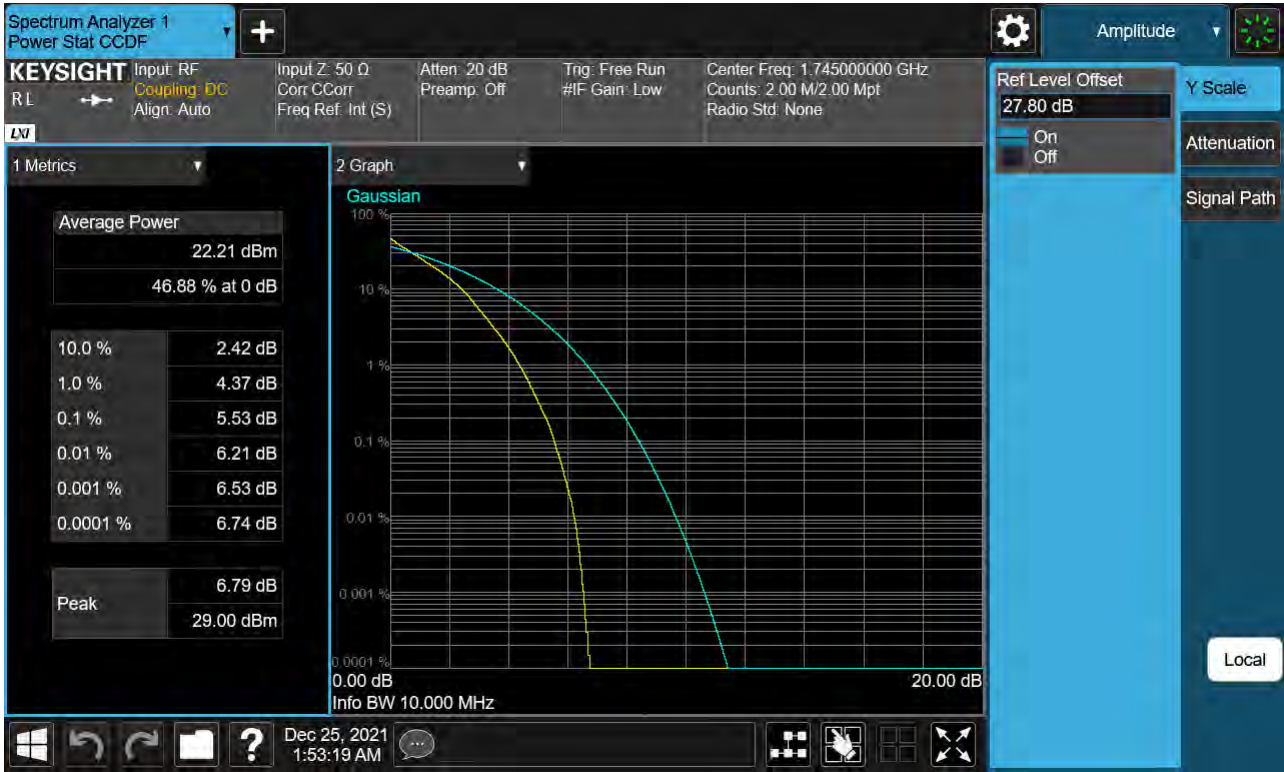 Spectrum Analyzer 1
Power Stat CCDF
Amplitude
KEYSIGHT
RL
LXI
Input: RF
Coupling: DC
Align: Auto
Input Z: 50 Ω
Corr CCorr
Freq Ref: Int (S)
Atten: 20 dB
Preamp: Off
Trig: Free Run
#IF Gain: Low
Center Freq: 1.745000000 GHz
Counts: 2.00 M/2.00 Mpt
Radio Std: None
Ref Level Offset
27.80 dB
On
Off
Y Scale
Attenuation
Signal Path
Local
1 Metrics
Average Power
22.21 dBm
46.88 % at 0 dB
10.0 % 2.42 dB
1.0 % 4.37 dB
0.1 % 5.53 dB
0.01 % 6.21 dB
0.001 % 6.53 dB
0.0001 % 6.74 dB
Peak
6.79 dB
29.00 dBm
2 Graph
Gaussian
100 %
10 %
1 %
0.1 %
0.01 %
0.001 %
0.0001 %
0.00 dB 20.00 dB
Info BW 10.000 MHz
?
Dec 25, 2021
1:53:19 AM